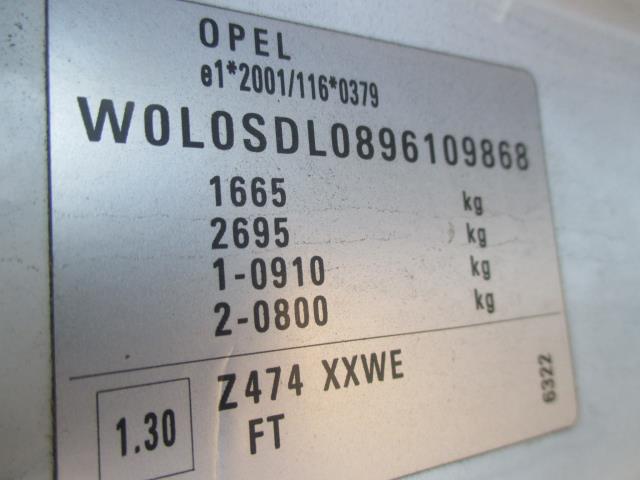 OPEL
e1*2001/116*0379
W0L0SDL0896109868
1665 kg
2695 kg
1-0910 kg
2-0800 kg
1.30 Z474 XXWE
FT
6322